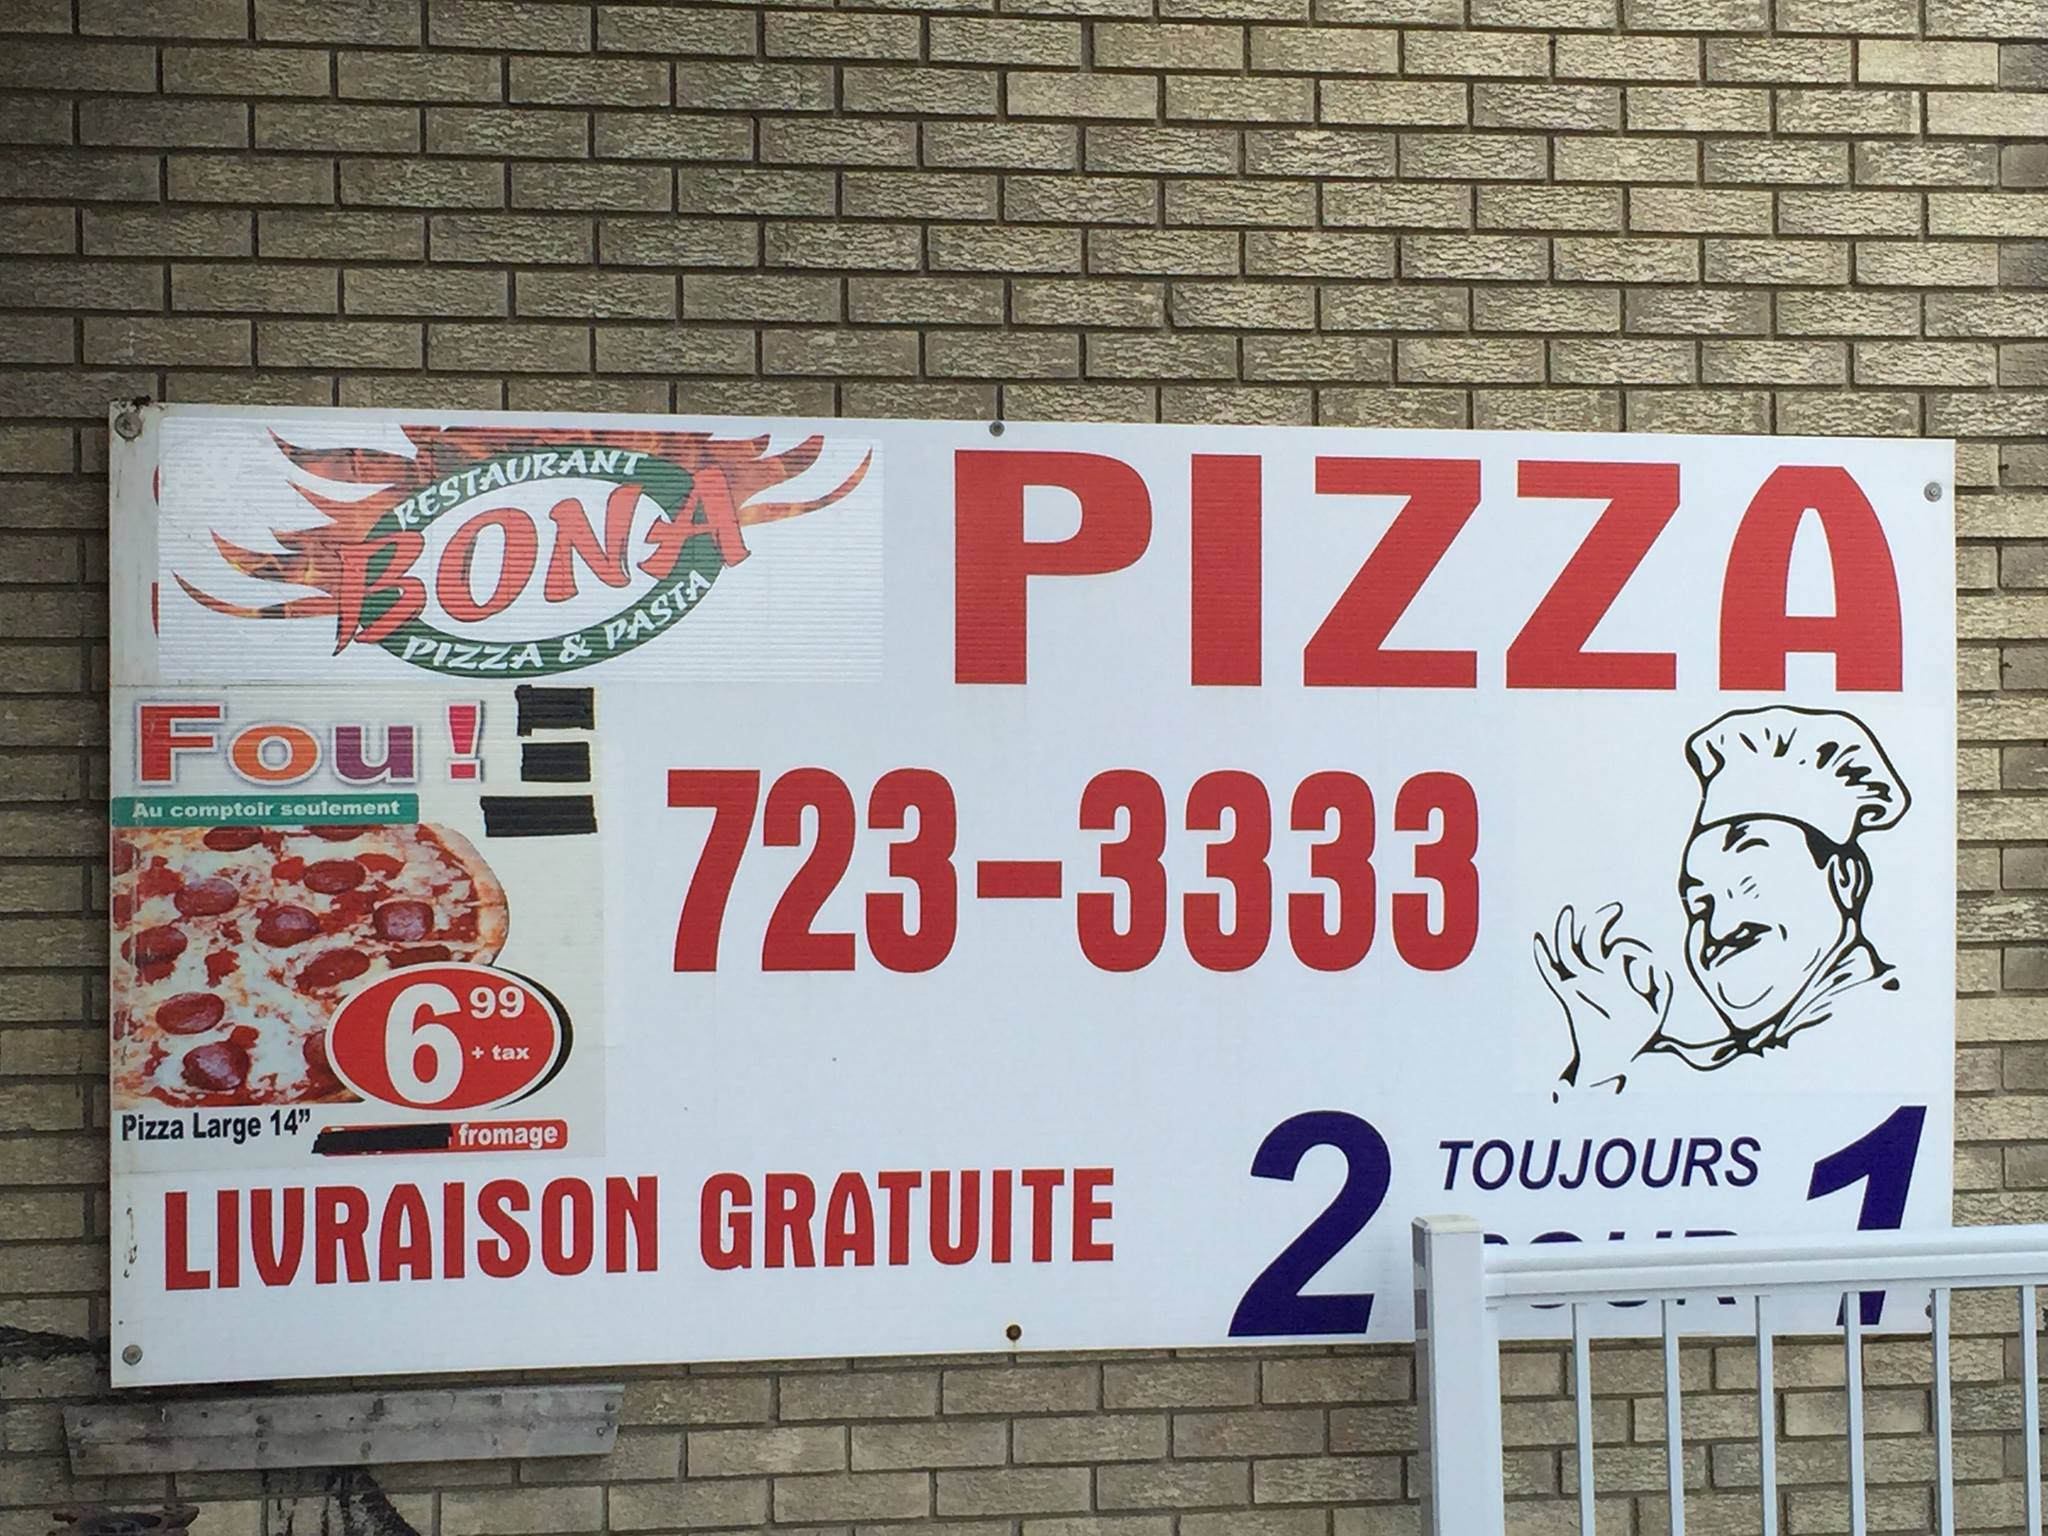 RESTAURANT
BONA
PIZZA & PASTA
PIZZA
Fou !
Au comptoir seulement
6 99
+ tax
Pizza Large 14”
fromage
723-3333
LIVRAISON GRATUITE
2 TOUJOURS 1